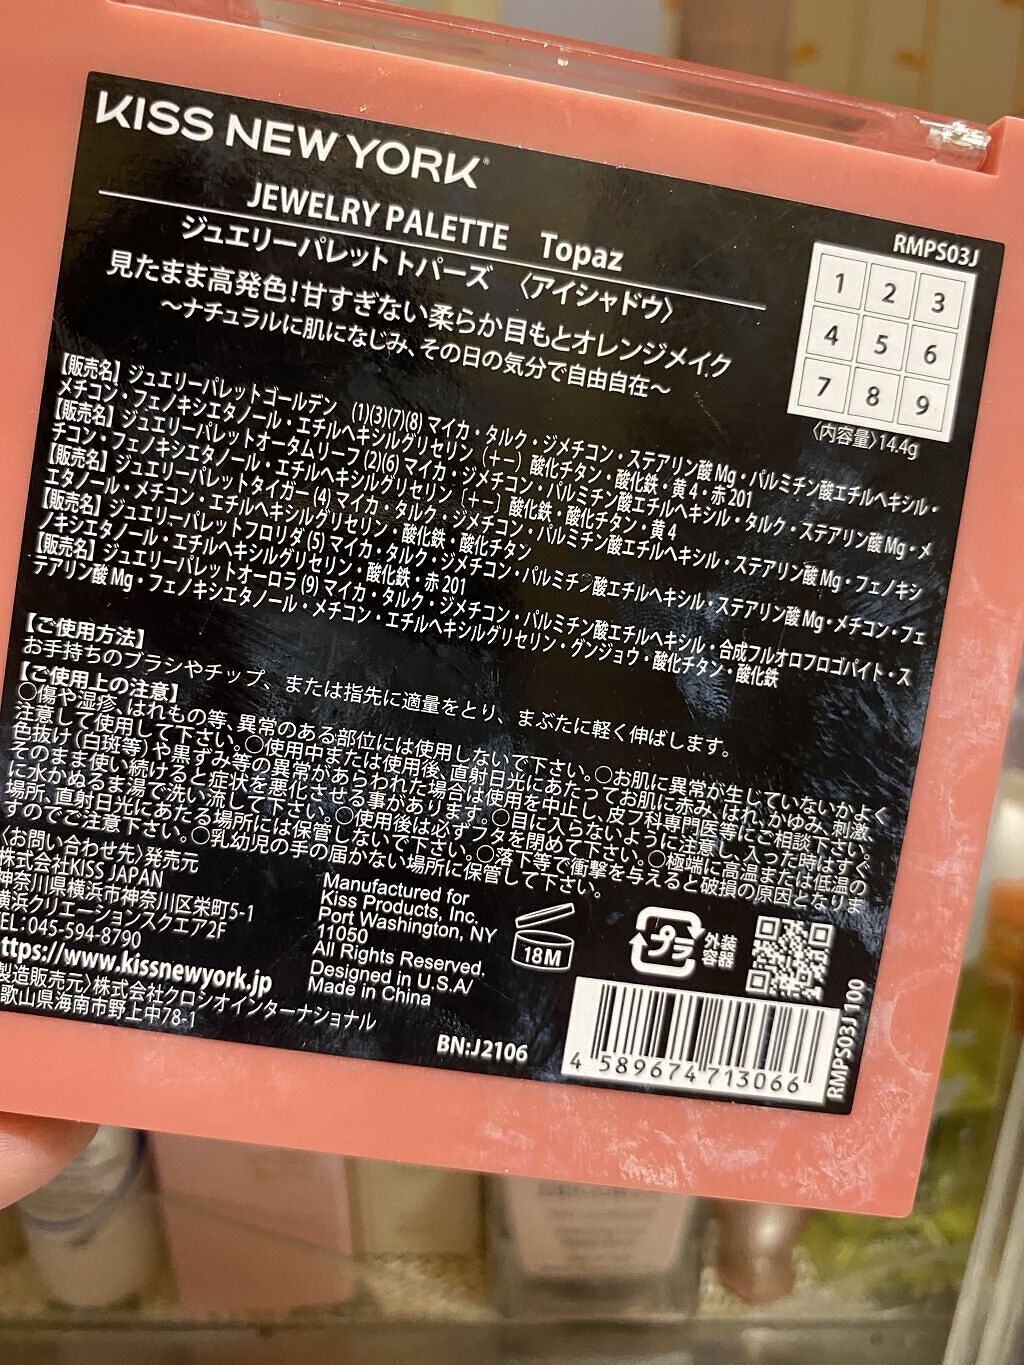 KISS NEW YORK
JEWELRY PALETTE Topaz
ジュエリーパレット トパーズ 〈アイシャドウ〉
見たまま高発色!甘すぎない柔らか目もとオレンジメイク
～ナチュラルに肌になじみ、その日の気分で自由自在～
RMPS03J
1 2 3
4 5 6
7 8 9
〈内容量〉14.4g
【販売名】ジュエリーパレットゴールデン (1)(3)(7)(8) マイカ・タルク・ジメチコン・ステアリン酸Mg・パルミチン酸エチルヘキシル・
メチコン・フェノキシエタノール・エチルヘキシルグリセリン (+−) 酸化チタン・酸化鉄・黄4・赤201
【販売名】ジュエリーパレットオータムリーフ(2)(6) マイカ・ジメチコン・パルミチン酸エチルヘキシル・タルク・ステアリン酸Mg・メ
チコン・フェノキシエタノール・エチルヘキシルグリセリン [+−] 酸化鉄・酸化チタン・黄4
【販売名】ジュエリーパレットタイガー(4) マイカ・タルク・ジメチコン・パルミチン酸エチルヘキシル・ステアリン酸Mg・フェノキシ
エタノール・メチコン・エチルヘキシルグリセリン・酸化鉄・酸化チタン
【販売名】ジュエリーパレットフロリダ(5) マイカ・タルク・ジメチコン・パルミチン酸エチルヘキシル・ステアリン酸Mg・メチコン・フェ
ノキシエタノール・エチルヘキシルグリセリン・酸化鉄・赤201
【販売名】ジュエリーパレットオーロラ(9) マイカ・タルク・ジメチコン・パルミチン酸エチルヘキシル・合成フルオロフロゴパイト・ス
テアリン酸Mg・フェノキシエタノール・メチコン・エチルヘキシルグリセリン・グンジョウ・酸化チタン・酸化鉄
【ご使用方法】
お手持ちのブラシやチップ、または指先に適量をとり、まぶたに軽く伸ばします。
【ご使用上の注意】
○傷や湿疹、はれもの等、異常のある部位には使用しないで下さい。○お肌に異常が生じていないかよく
注意して使用して下さい。○使用中または使用後、直射日光にあたってお肌に赤み、はれ、かゆみ、刺激、
色抜け(白斑等)や黒ずみ等の異常があらわれた場合は使用を中止し、皮フ科専門医等にご相談下さい。
そのまま使い続けると症状を悪化させる事があります。○目に入らないように注意し、入った時はすぐ
に水かぬるま湯で洗い流して下さい。○使用後は必ずフタを閉めて下さい。○極端に高温または低温の
場所、直射日光にあたる場所には保管しないで下さい。○落下等で衝撃を与えると破損の原因となりま
すのでご注意下さい。○乳幼児の手の届かない場所に保管して下さい。
〈お問い合わせ先〉発売元
株式会社KISS JAPAN
神奈川県横浜市神奈川区栄町5-1
横浜クリエーションスクエア2F
TEL:045-594-8790
ttps://www.kissnewyork.jp
製造販売元〉株式会社クロシオインターナショナル
歌山県海南市野上中78-1
Manufactured for
Kiss Products, Inc.
Port Washington, NY
11050
All Rights Reserved.
Designed in U.S.A/
Made in China
18M
プラ
外装
容器
BN:J2106
4 589674 713066
RMPS03J 100